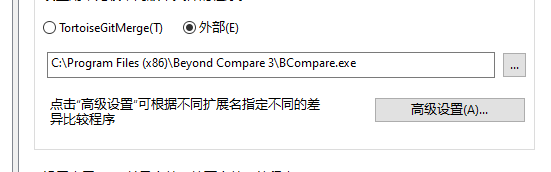 TortoiseGitMerge(T) 外部(E)
C:\Program Files (x86)\Beyond Compare 3\BCompare.exe
...
点击“高级设置”可根据不同扩展名指定不同的差
异比较程序
高级设置(A)...